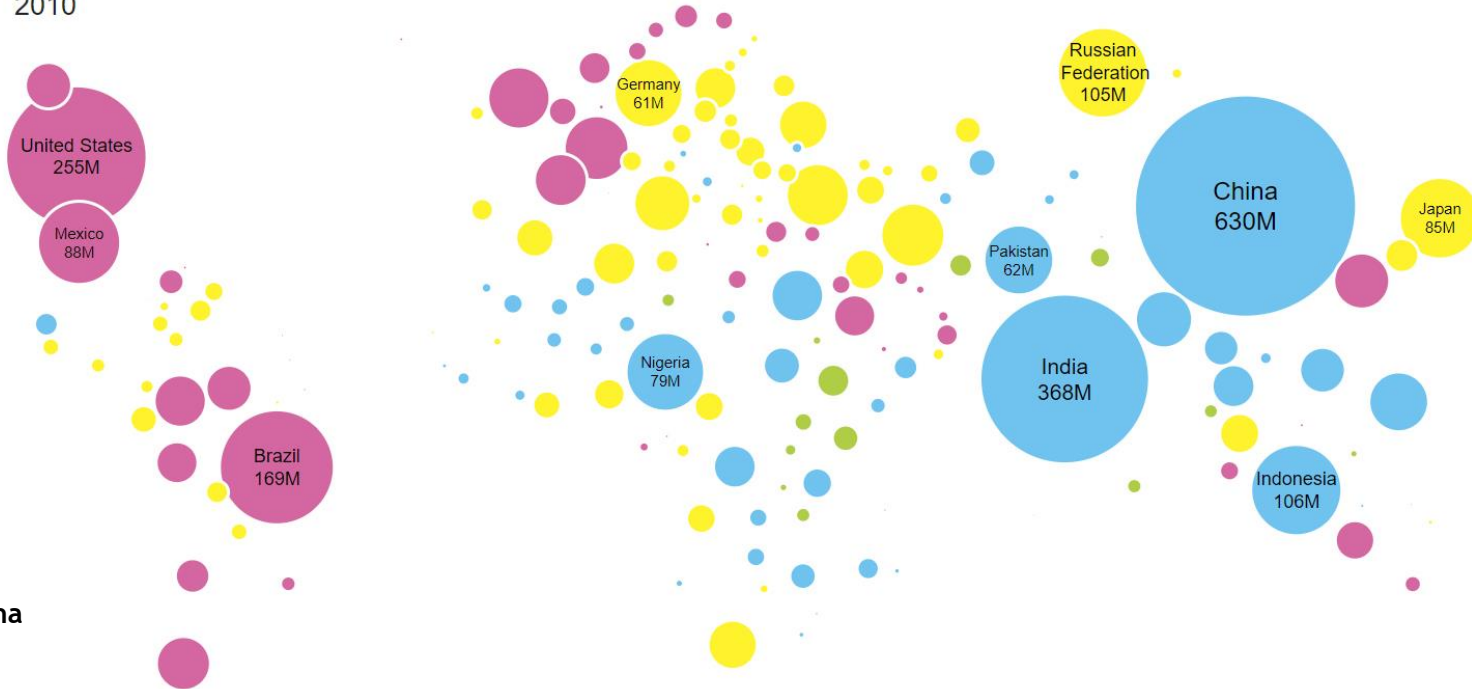 2010
United States
255M
Mexico
88M
Brazil
169M
Germany
61M
Nigeria
79M
Russian
Federation
105M
Pakistan
62M
India
368M
China
630M
Japan
85M
Indonesia
106M
na